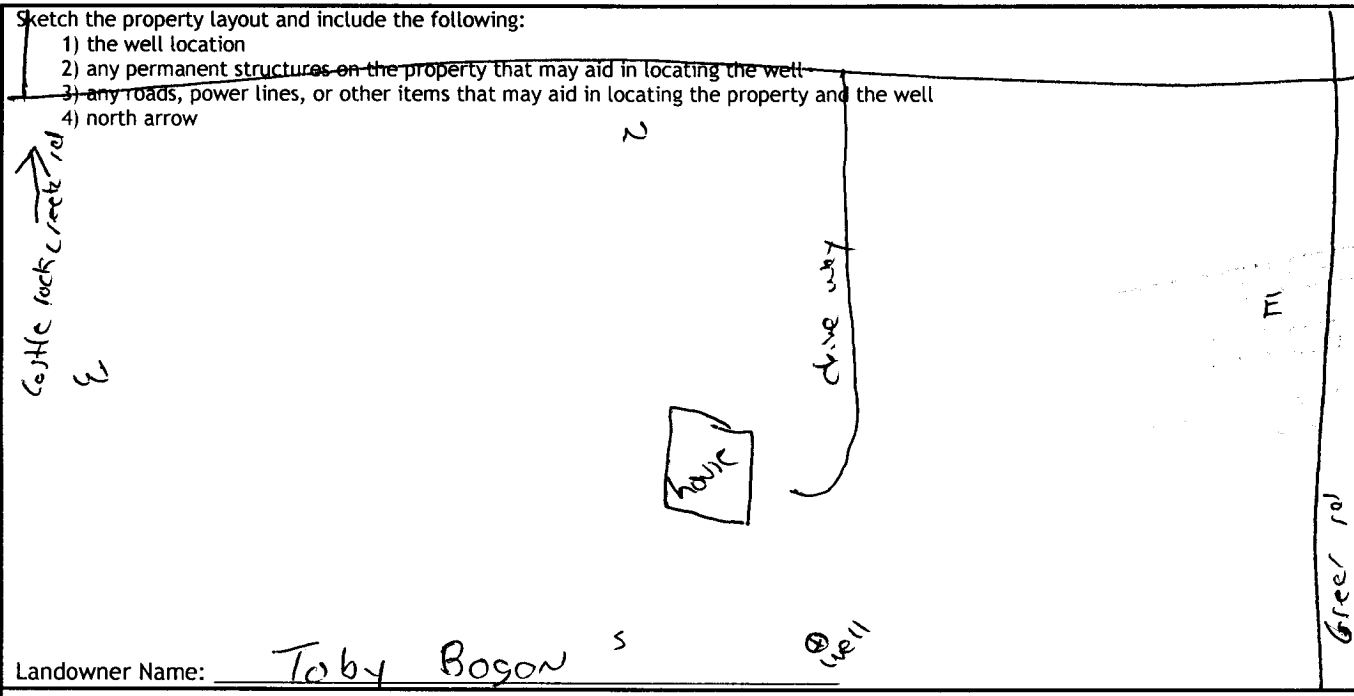 Sketch the property layout and include the following:
1) the well location
2) any permanent structures on the property that may aid in locating the well
3) any roads, power lines, or other items that may aid in locating the property and the well
4) north arrow
N
Castle rock creek rd
drive way
E
W
house
Greer rd
S
well
Landowner Name: Toby Bogon